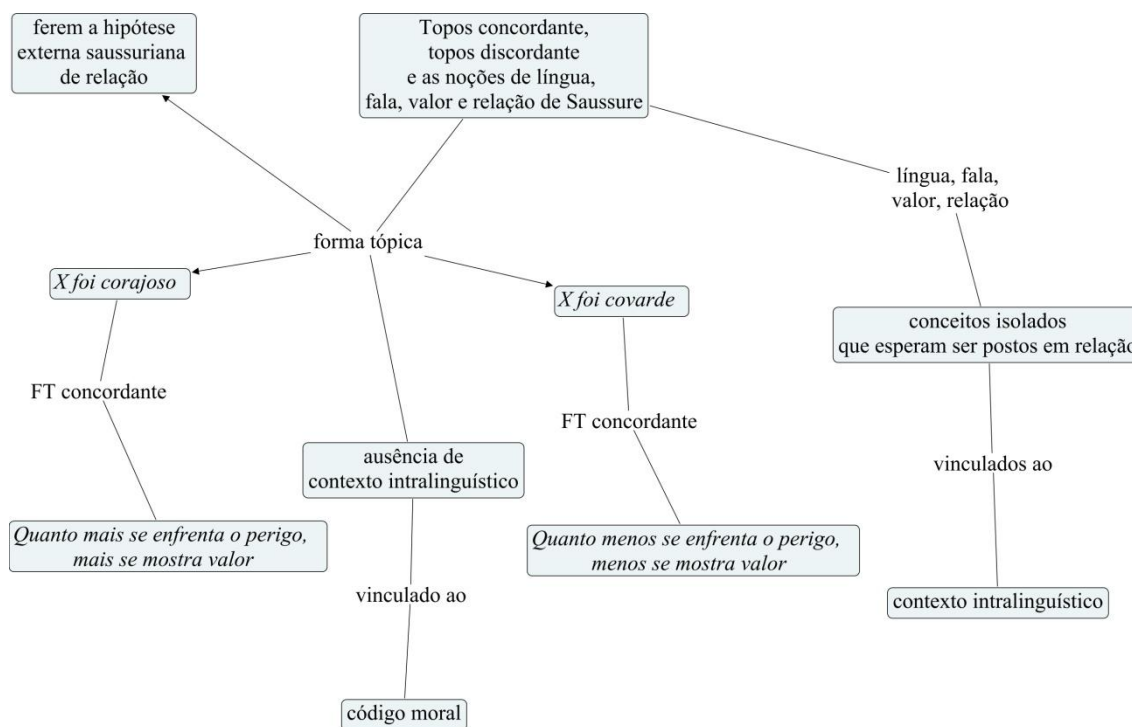 ferem a hipótese
externa saussuriana
de relação
Topos concordante,
topos discordante
e as noções de língua,
fala, valor e relação de Saussure
língua, fala,
valor, relação
forma tópica
X foi corajoso
X foi covarde
conceitos isolados
que esperam ser postos em relação
FT concordante
FT concordante
ausência de
contexto intralinguístico
vinculados ao
Quanto mais se enfrenta o perigo,
mais se mostra valor
Quanto menos se enfrenta o perigo,
menos se mostra valor
vinculado ao
contexto intralinguístico
código moral